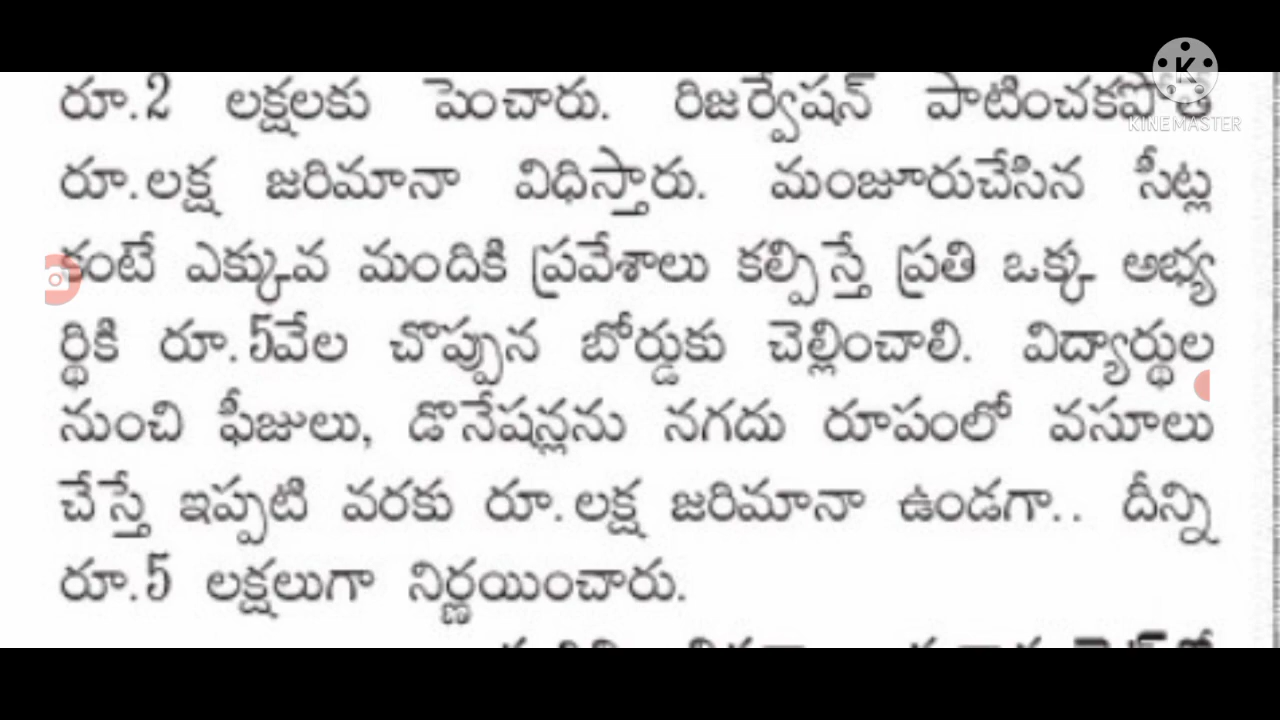 రూ.2 లక్షలకు పెంచారు. రిజర్వేషన్ పాటించకపోతే
రూ.లక్ష జరిమానా విధిస్తారు. మంజూరుచేసిన సీట్ల
కంటే ఎక్కువ మందికి ప్రవేశాలు కల్పిస్తే ప్రతి ఒక్క అభ్య
ర్థికి రూ.5వేల చొప్పున బోర్డుకు చెల్లించాలి. విద్యార్థుల
నుంచి ఫీజులు, డొనేషన్లను నగదు రూపంలో వసూలు
చేస్తే ఇప్పటి వరకు రూ.లక్ష జరిమానా ఉండగా.. దీన్ని
రూ.5 లక్షలుగా నిర్ణయించారు.
K
KINEMASTER